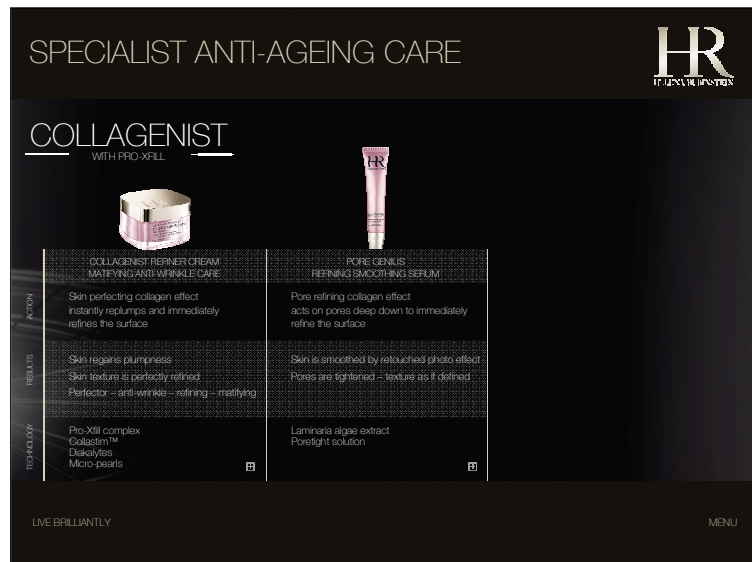 SPECIALIST ANTI-AGEING CARE
HR
HELENA RUBINSTEIN
COLLAGENIST
WITH PRO-XFILL
HR
COLLAGENIST REFINER CREAM
MATIFYING ANTI-WRINKLE CARE
PORE GENIUS
REFINING SMOOTHING SERUM
ACTION
Skin perfecting collagen effect
instantly replumps and immediately
refines the surface
Pore refining collagen effect
acts on pores deep down to immediately
refine the surface
RESULTS
Skin regains plumpness
Skin texture is perfectly refined
Perfector – anti-wrinkle – refining – matifying
Skin is smoothed by retouched photo effect
Pores are tightened – texture as if defined
TECHNOLOGY
Pro-Xfill complex
Collastim™
Diakalytes
Micro-pearls
Laminaria algae extract
Poretight solution
LIVE BRILLIANTLY
MENU